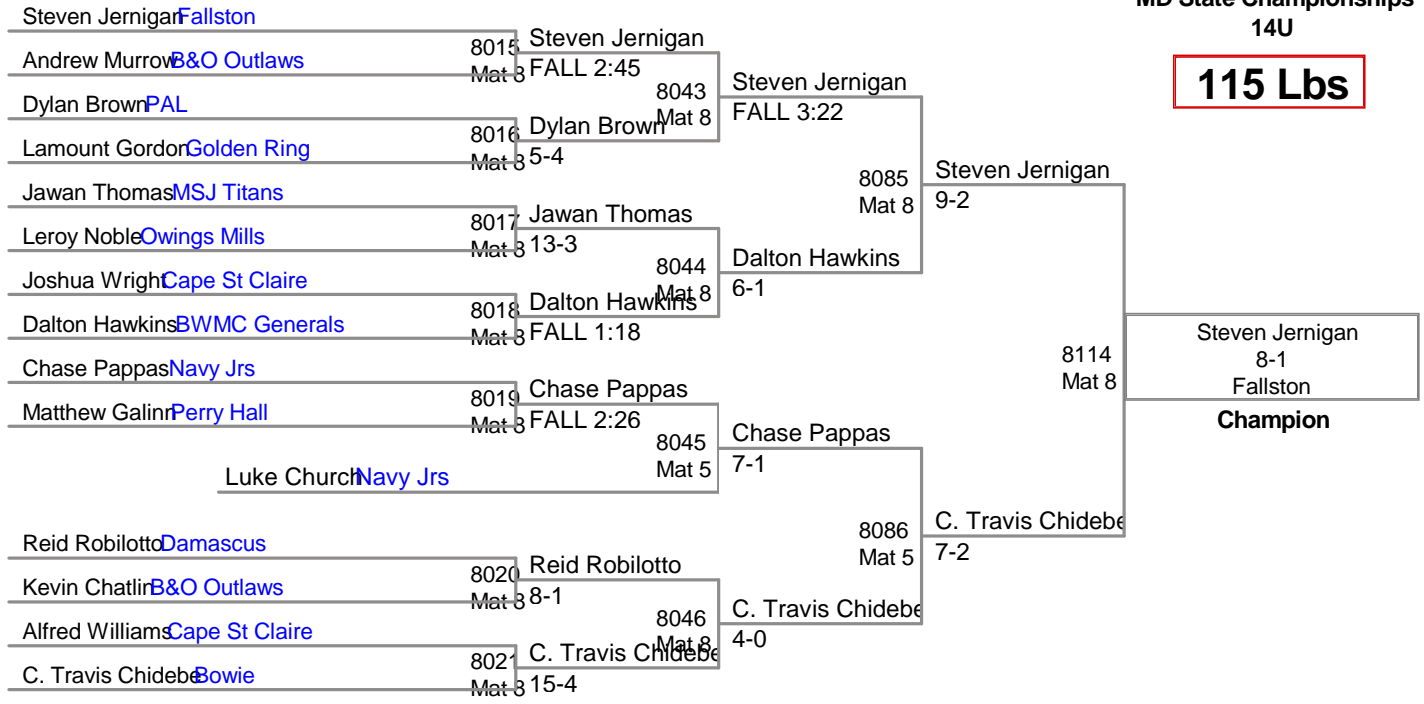 MD State Championships
14U
115 Lbs
Steven Jernigan Fallston
Andrew Murrow B&O Outlaws
Dylan Brown PAL
Lamount Gordon Golden Ring
Jawan Thomas MSJ Titans
Leroy Noble Owings Mills
Joshua Wright Cape St Claire
Dalton Hawkins BWMC Generals
Chase Pappas Navy Jrs
Matthew Galinn Perry Hall
Luke Church Navy Jrs
Reid Robilotto Damascus
Kevin Chatlin B&O Outlaws
Alfred Williams Cape St Claire
C. Travis Chidebe Bowie
8015
Mat 8
Steven Jernigan
FALL 2:45
8016
Mat 8
Dylan Brown
5-4
8017
Mat 8
Jawan Thomas
13-3
8018
Mat 8
Dalton Hawkins
FALL 1:18
8019
Mat 8
Chase Pappas
FALL 2:26
8020
Mat 8
Reid Robilotto
8-1
8021
Mat 8
C. Travis Chidebe
15-4
8043
Mat 8
Steven Jernigan
FALL 3:22
8044
Mat 8
Dalton Hawkins
6-1
8045
Mat 5
Chase Pappas
7-1
8046
Mat 8
C. Travis Chidebe
4-0
8085
Mat 8
Steven Jernigan
9-2
8086
Mat 5
C. Travis Chidebe
7-2
8114
Mat 8
Steven Jernigan
8-1
Fallston
Champion